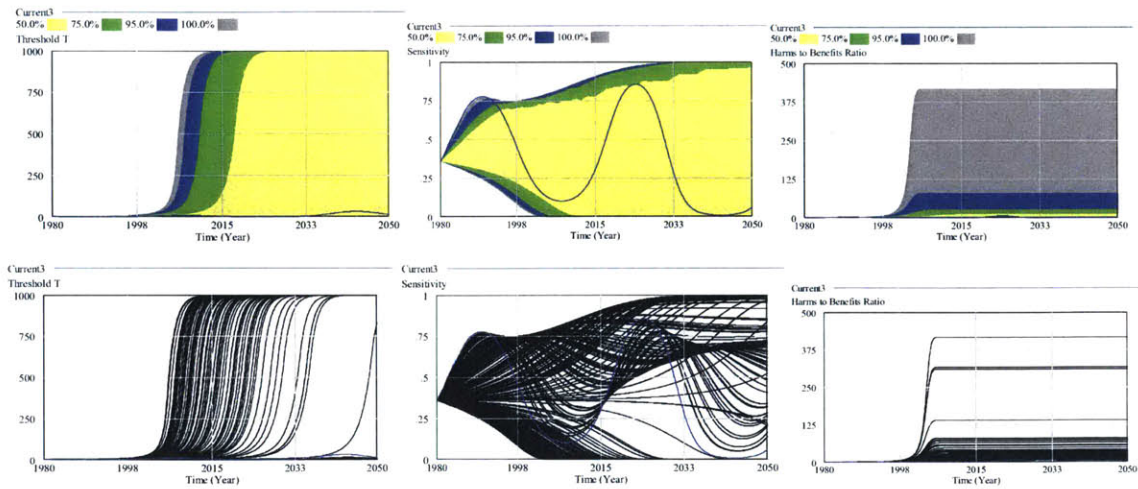 Current3
50.0% 75.0% 95.0% 100.0%
Threshold T
1000
750
500
250
0
1980 1998 2015 2033 2050
Time (Year)
Current3
50.0% 75.0% 95.0% 100.0%
Sensitivity
1
.75
.5
.25
0
1980 1998 2015 2033 2050
Time (Year)
Current3
50.0% 75.0% 95.0% 100.0%
Harms to Benefits Ratio
500
375
250
125
0
1980 1998 2015 2033 2050
Time (Year)
Current3
Threshold T
1000
750
500
250
0
1980 1998 2015 2033 2050
Time (Year)
Current3
Sensitivity
1
.75
.5
.25
0
1980 1998 2015 2033 2050
Time (Year)
Current3
Harms to Benefits Ratio
500
375
250
125
0
1980 1998 2015 2033 2050
Time (Year)